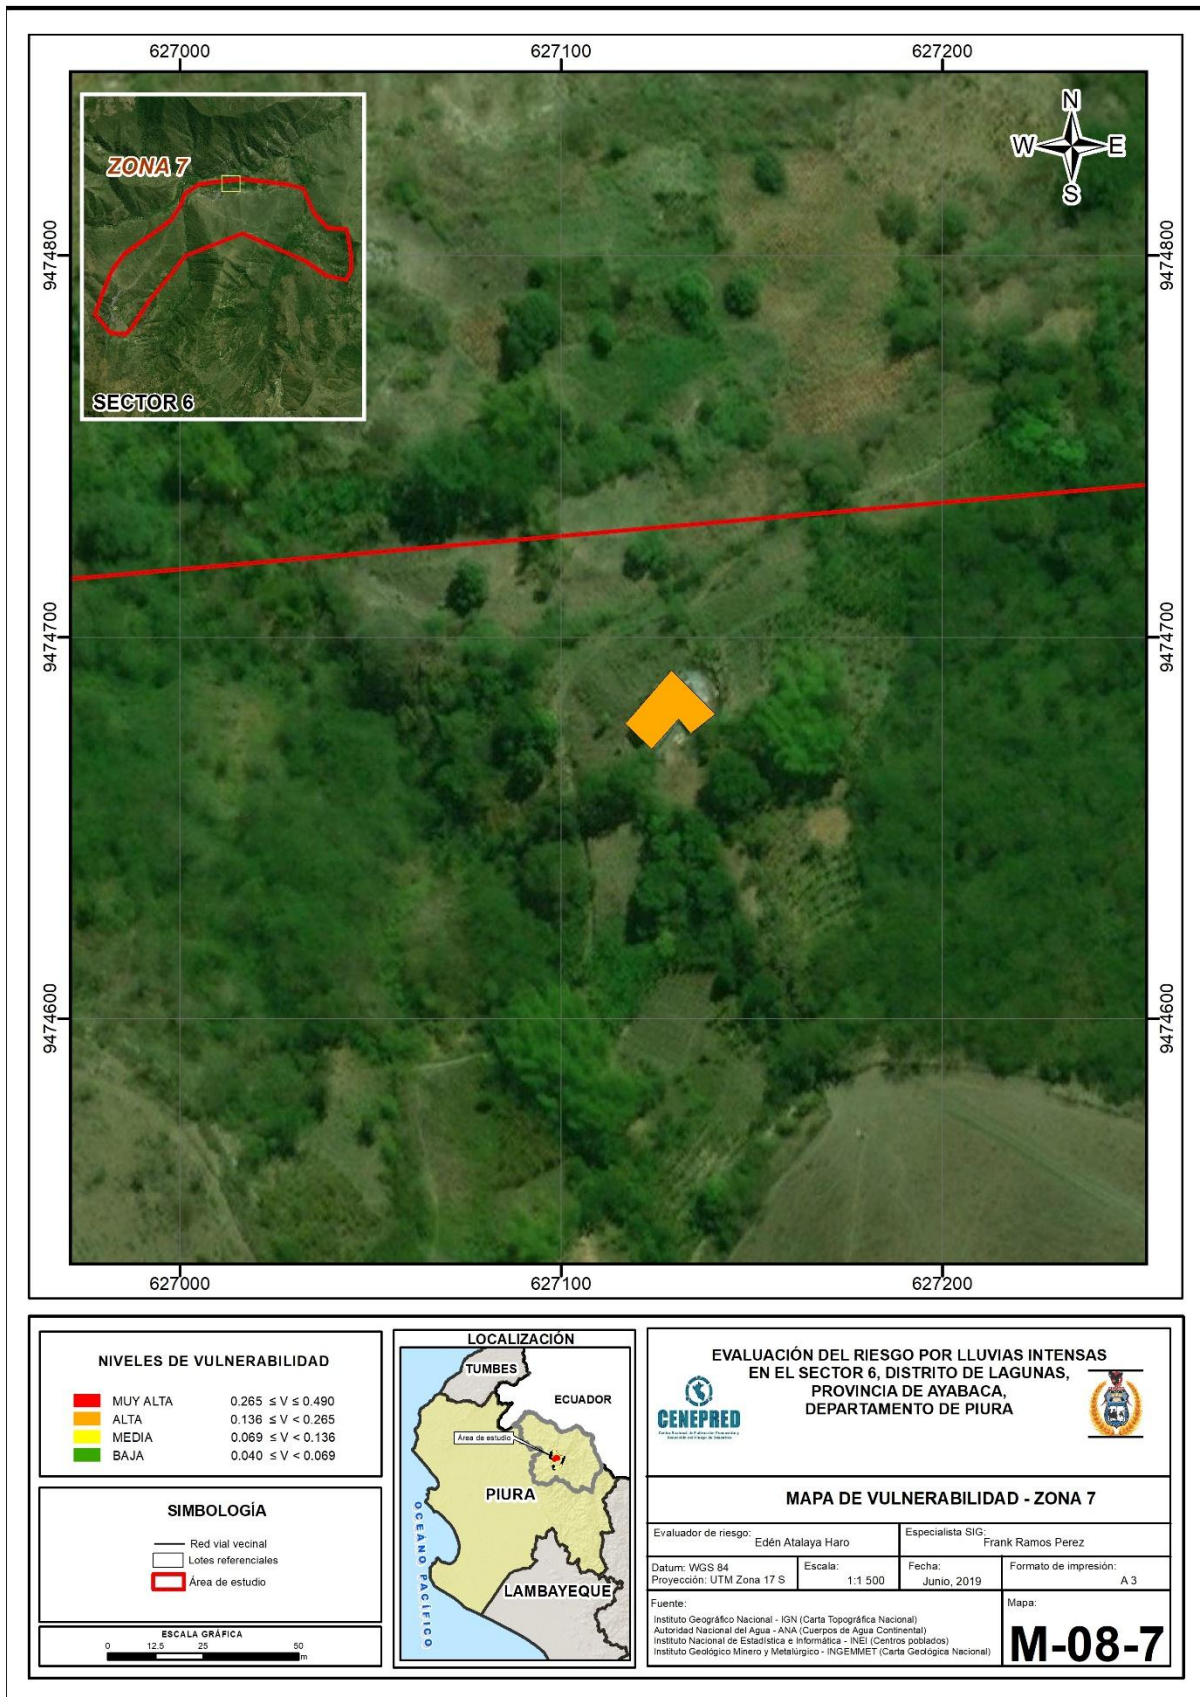 627000
627100
627200
N
W
E
S
ZONA 7
SECTOR 6
9474800
9474800
9474700
9474700
9474600
9474600
627000
627100
627200
NIVELES DE VULNERABILIDAD
MUY ALTA 0.265 ≤ V ≤ 0.490
ALTA 0.136 ≤ V < 0.265
MEDIA 0.069 ≤ V < 0.136
BAJA 0.040 ≤ V < 0.069
SIMBOLOGÍA
Red vial vecinal
Lotes referenciales
Área de estudio
ESCALA GRÁFICA
0 12.5 25 50
m
LOCALIZACIÓN
TUMBES
ECUADOR
Área de estudio
PIURA
OCEÁNO PACÍFICO
LAMBAYEQUE
EVALUACIÓN DEL RIESGO POR LLUVIAS INTENSAS
EN EL SECTOR 6, DISTRITO DE LAGUNAS,
PROVINCIA DE AYABACA,
DEPARTAMENTO DE PIURA
CENEPRED
MAPA DE VULNERABILIDAD - ZONA 7
Evaluador de riesgo:
Edén Atalaya Haro
Especialista SIG:
Frank Ramos Perez
Datum: WGS 84
Proyección: UTM Zona 17 S
Escala:
1:1 500
Fecha:
Junio, 2019
Formato de impresión:
A 3
Fuente:
Instituto Geográfico Nacional - IGN (Carta Topográfica Nacional)
Autoridad Nacional del Agua - ANA (Cuerpos de Agua Continental)
Instituto Nacional de Estadística e Informática - INEI (Centros poblados)
Instituto Geológico Minero y Metalúrgico - INGEMMET (Carta Geológica Nacional)
Mapa:
M-08-7